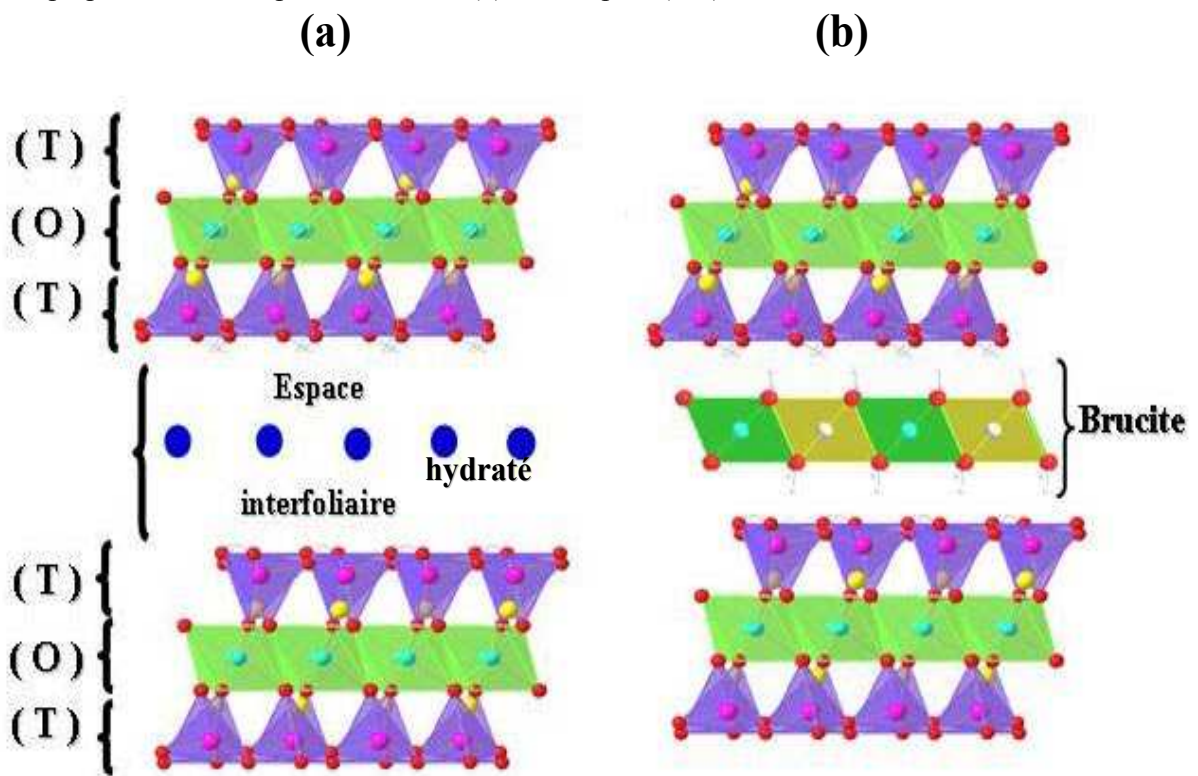 (a) (b)
(T)
(O)
(T)
Espace
hydraté
interfoliaire
Brucite
(T)
(O)
(T)